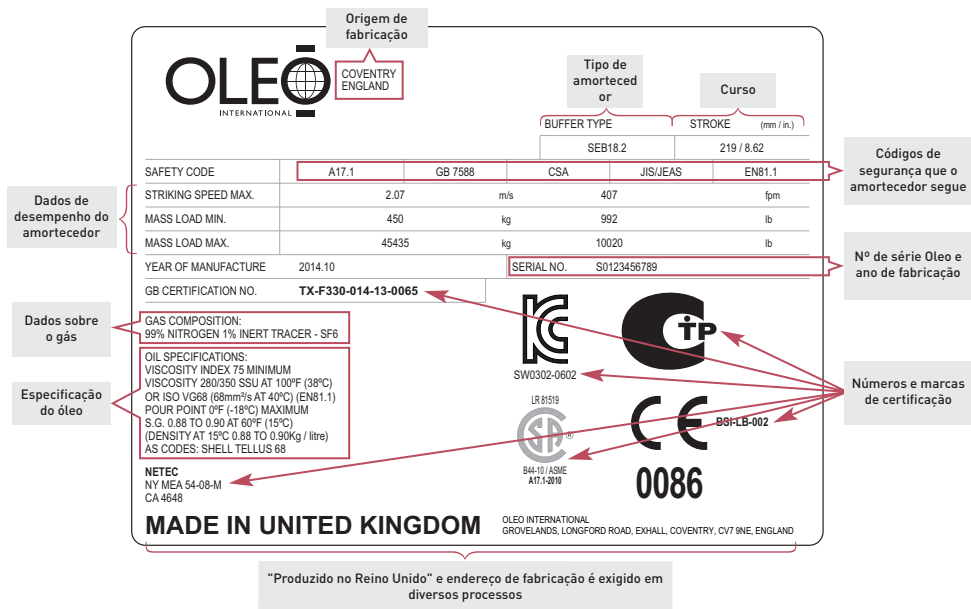 Origem de
fabricação
OLEO
INTERNATIONAL
COVENTRY
ENGLAND
Tipo de
amorteced
or
Curso
BUFFER TYPE STROKE (mm / in.)
SEB18.2 219 / 8.62
SAFETY CODE A17.1 GB 7588 CSA JIS/JEAS EN81.1
Códigos de
segurança que o
amortecedor segue
Dados de
desempenho do
amortecedor
STRIKING SPEED MAX. 2.07 m/s 407 fpm
MASS LOAD MIN. 450 kg 992 lb
MASS LOAD MAX. 45435 kg 10020 lb
YEAR OF MANUFACTURE 2014.10 SERIAL NO. S0123456789
Nº de série Oleo e
ano de fabricação
GB CERTIFICATION NO. TX-F330-014-13-0065
Dados sobre
o gás
GAS COMPOSITION:
99% NITROGEN 1% INERT TRACER - SF6
Especificação
do óleo
OIL SPECIFICATIONS:
VISCOSITY INDEX 75 MINIMUM
VISCOSITY 280/350 SSU AT 100ºF (38ºC)
OR ISO VG68 (68mm²/s AT 40ºC) (EN81.1)
POUR POINT 0ºF (-18ºC) MAXIMUM
S.G. 0.88 TO 0.90 AT 60ºF (15ºC)
(DENSITY AT 15ºC 0.88 TO 0.90Kg / litre)
AS CODES: SHELL TELLUS 68
KC
SW0302-0602
CTP
Números e marcas
de certificação
LR 81519
SA ®
B44-10 / ASME
A17.1-2010
CE BSI-LB-002
0086
NETEC
NY MEA 54-08-M
CA 4648
MADE IN UNITED KINGDOM
OLEO INTERNATIONAL
GROVELANDS, LONGFORD ROAD, EXHALL, COVENTRY, CV7 9NE, ENGLAND
"Produzido no Reino Unido" e endereço de fabricação é exigido em
diversos processos